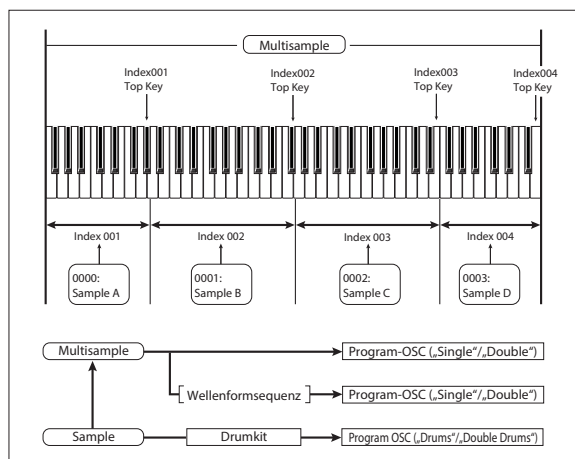 Multisample
Index001 Top Key
Index002 Top Key
Index003 Top Key
Index004 Top Key
Index 001
Index 002
Index 003
Index 004
0000: Sample A
0001: Sample B
0002: Sample C
0003: Sample D
Multisample
Program-OSC („Single“/„Double“)
Wellenformsequenz
Program-OSC („Single“/„Double“)
Sample
Drumkit
Program OSC („Drums“/„Double Drums“)